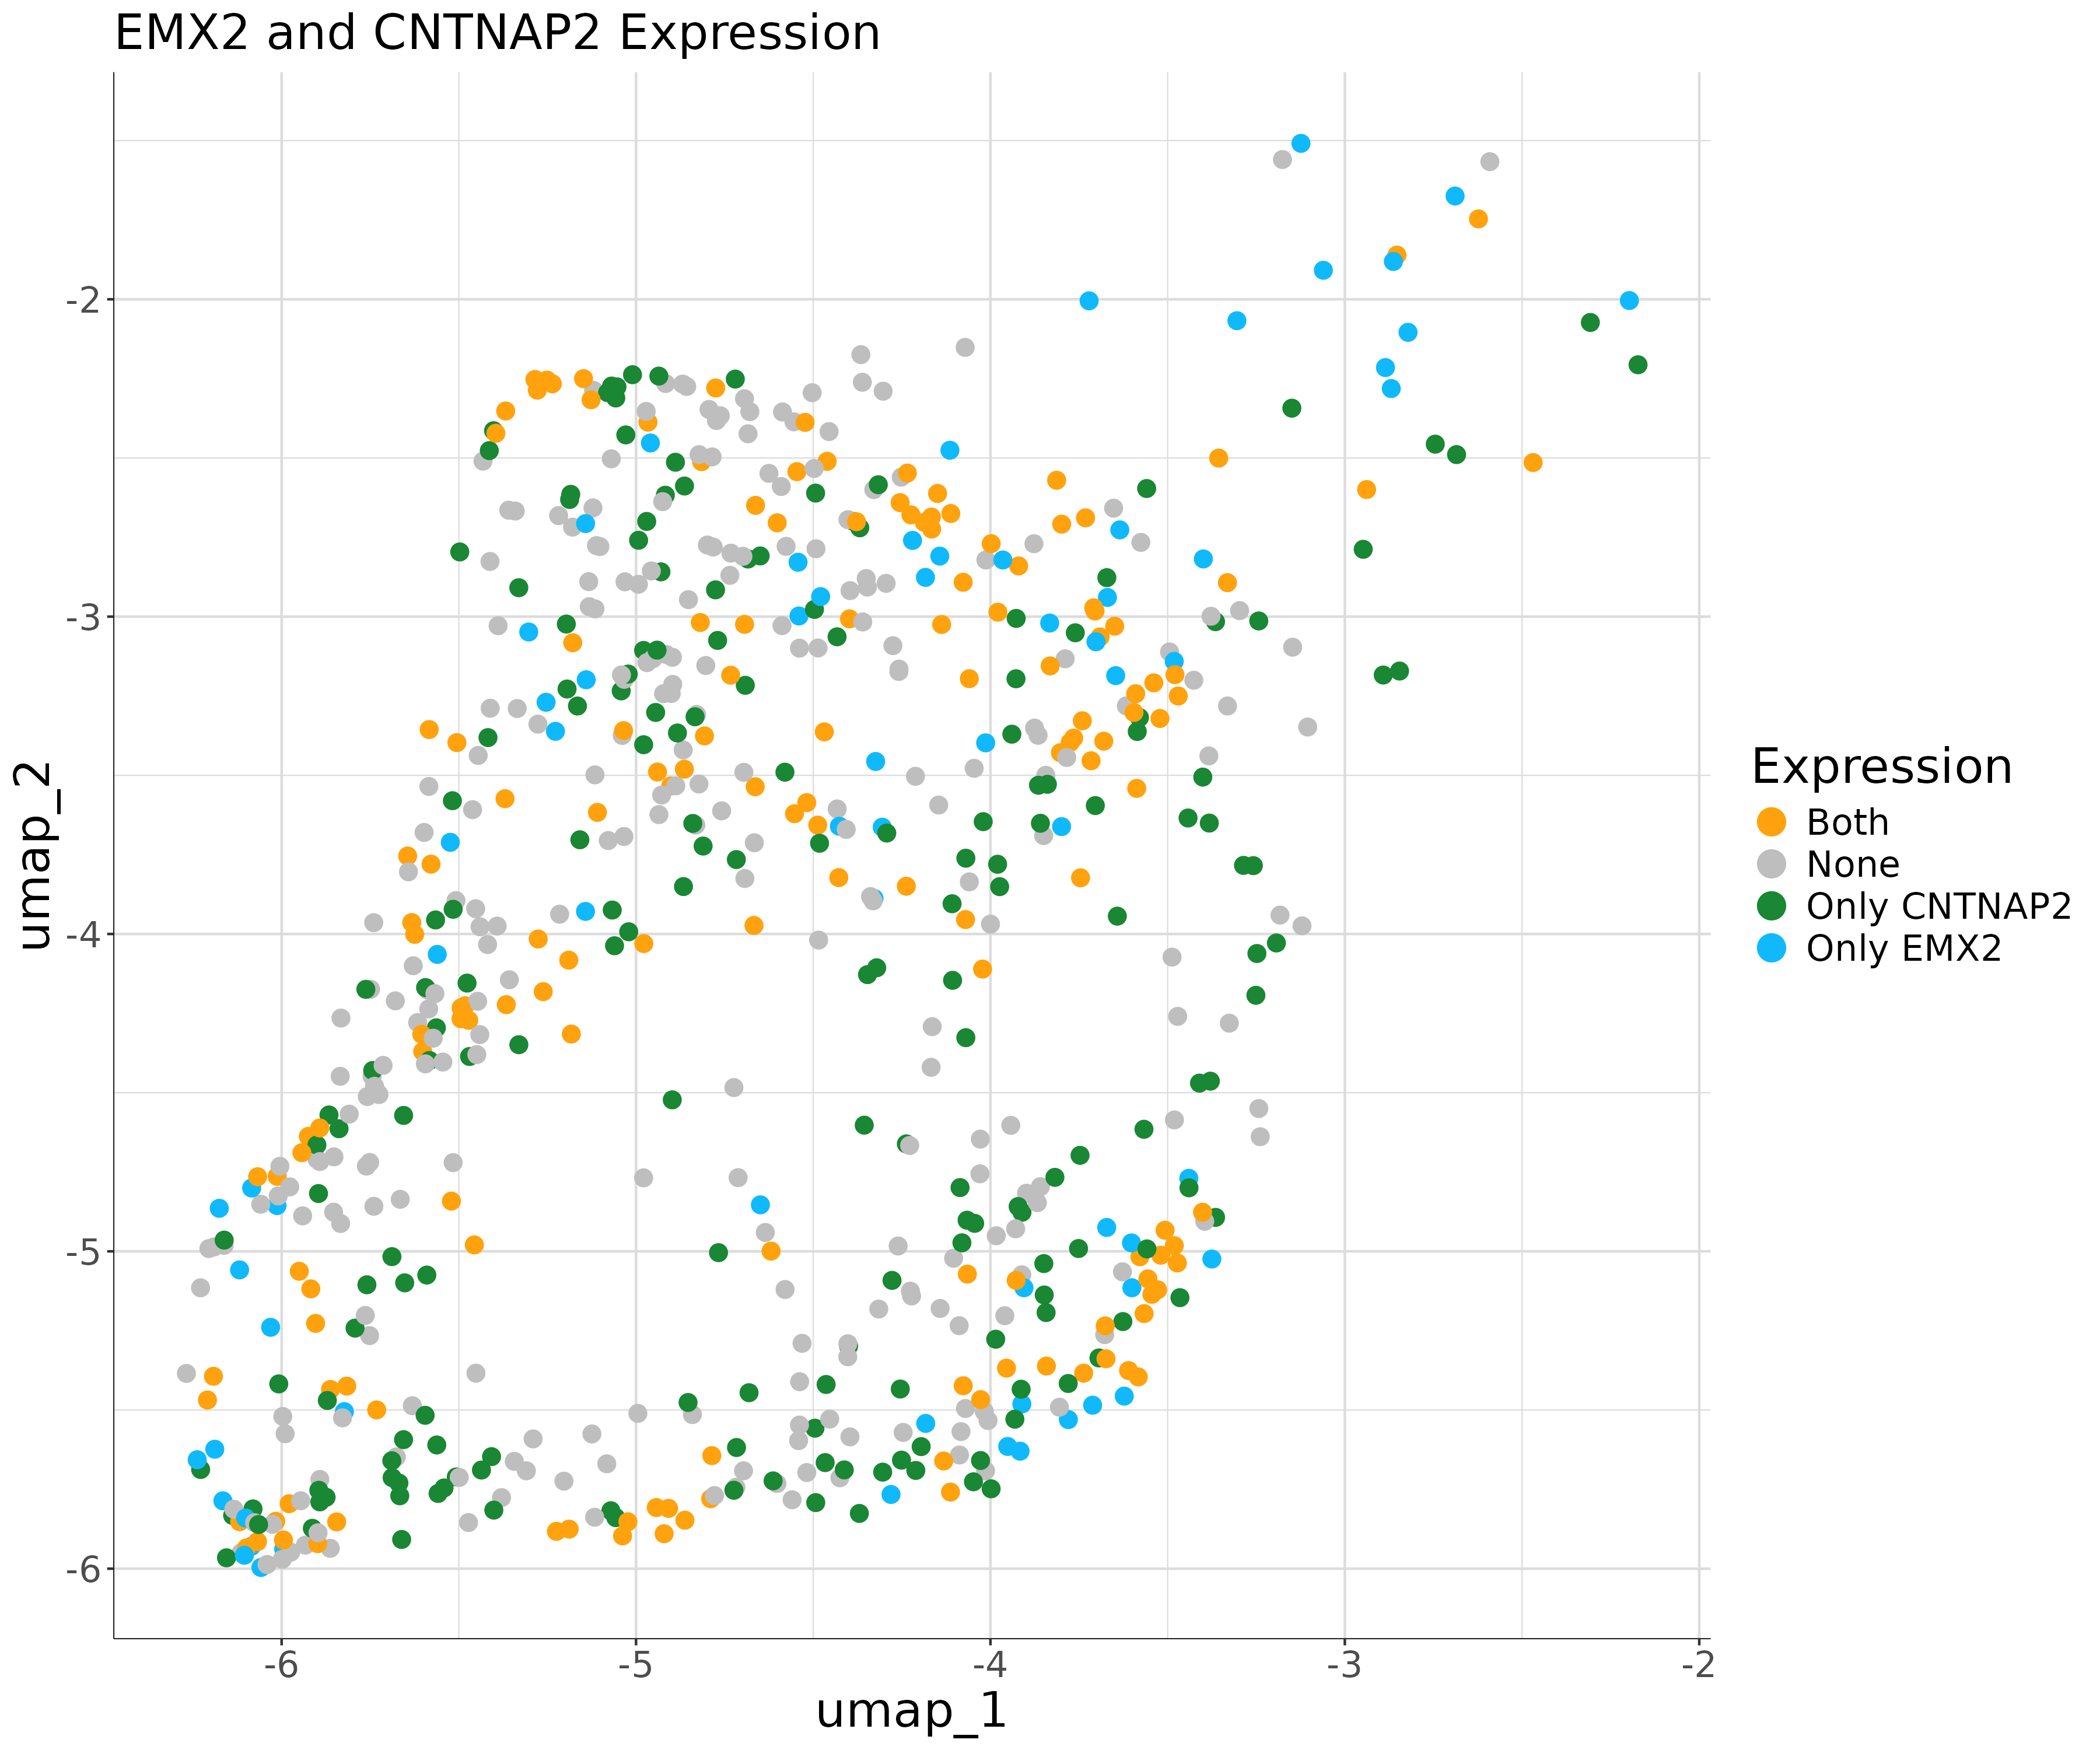 EMX2 and CNTNAP2 Expression
umap_2
-2
-3
-4
-5
-6
-6
-5
-4
-3
-2
umap_1
Expression
Both
None
Only CNTNAP2
Only EMX2